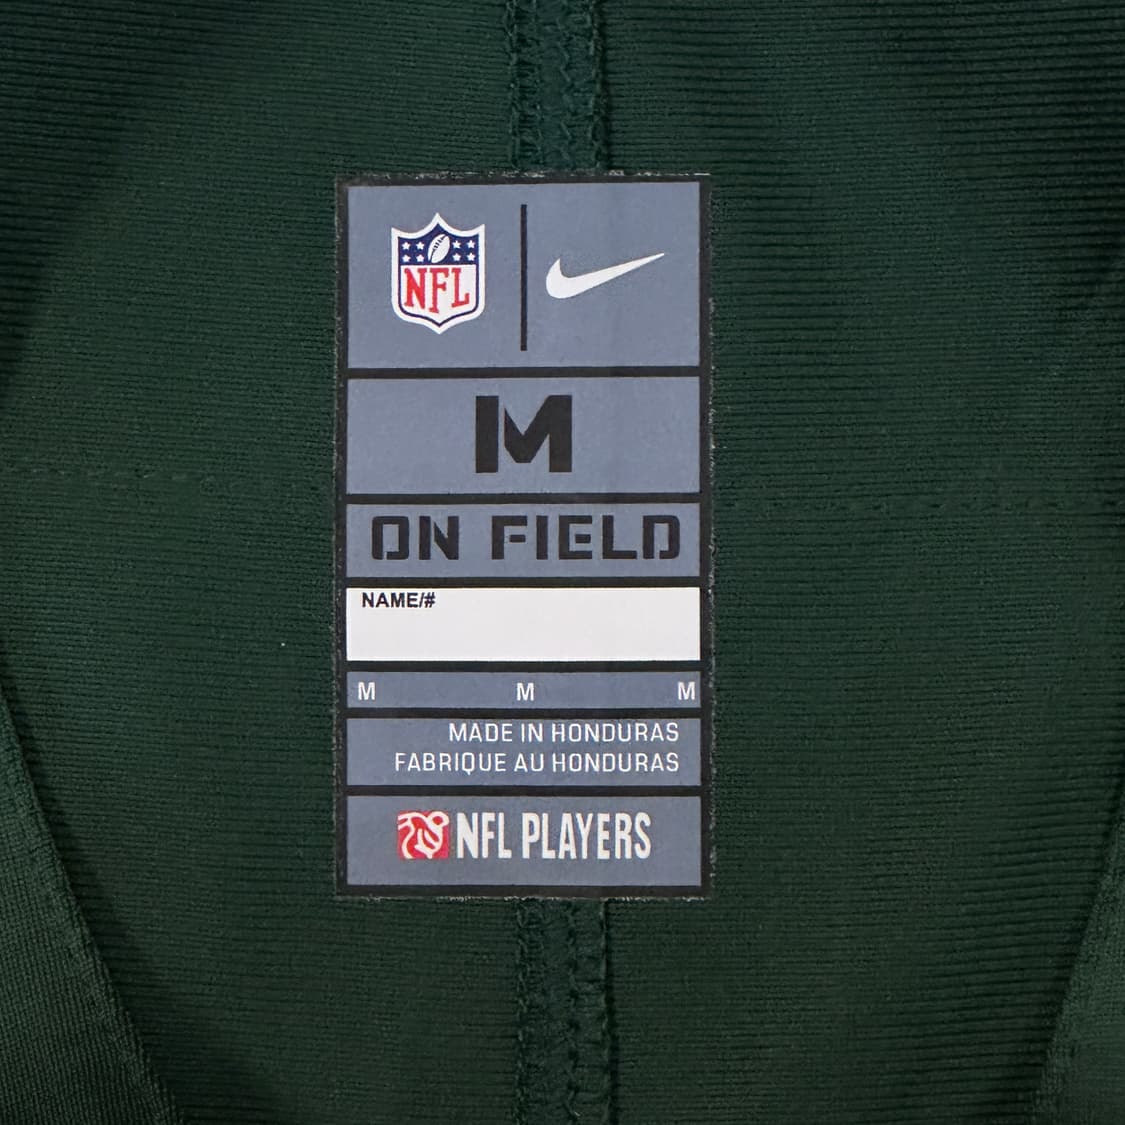 NFL
M
ON FIELD
NAME/#
M M M
MADE IN HONDURAS
FABRIQUE AU HONDURAS
NFL PLAYERS